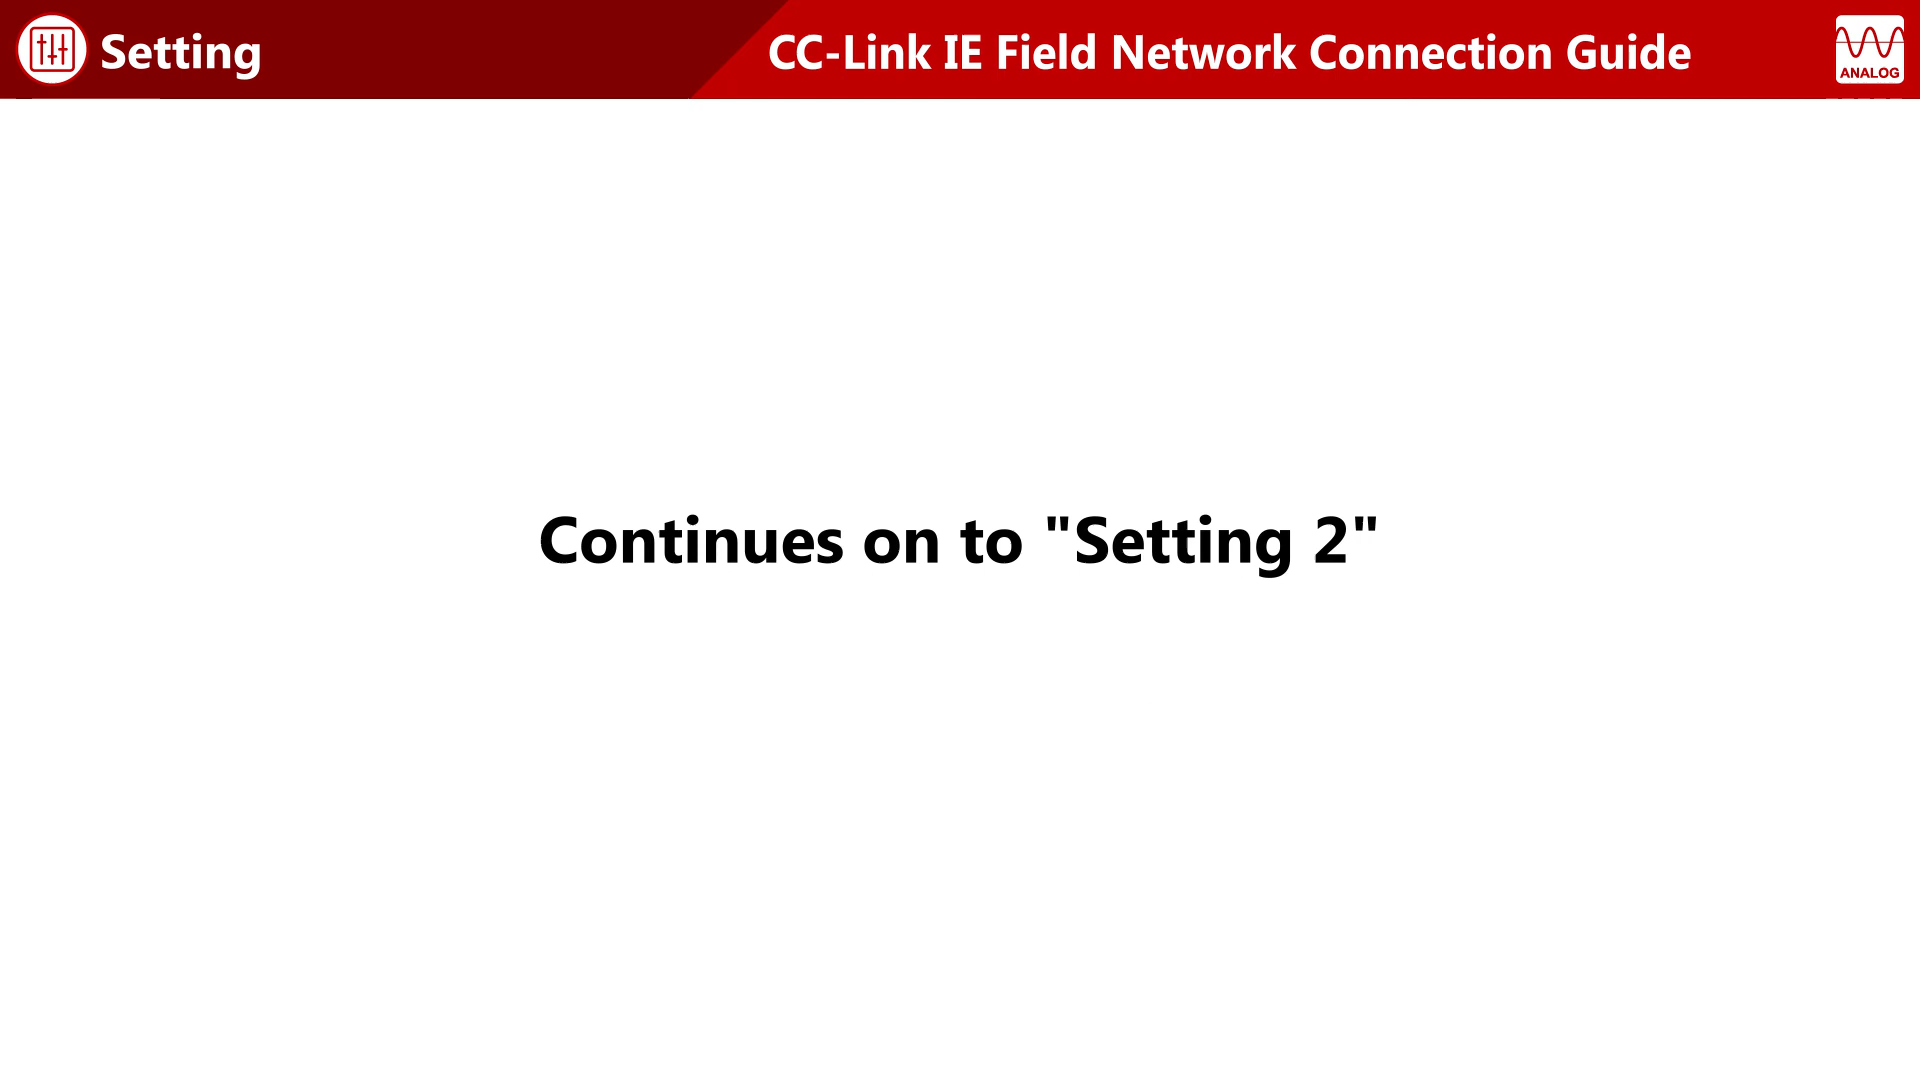 Setting
CC-Link IE Field Network Connection Guide
ANALOG
Continues on to "Setting 2"